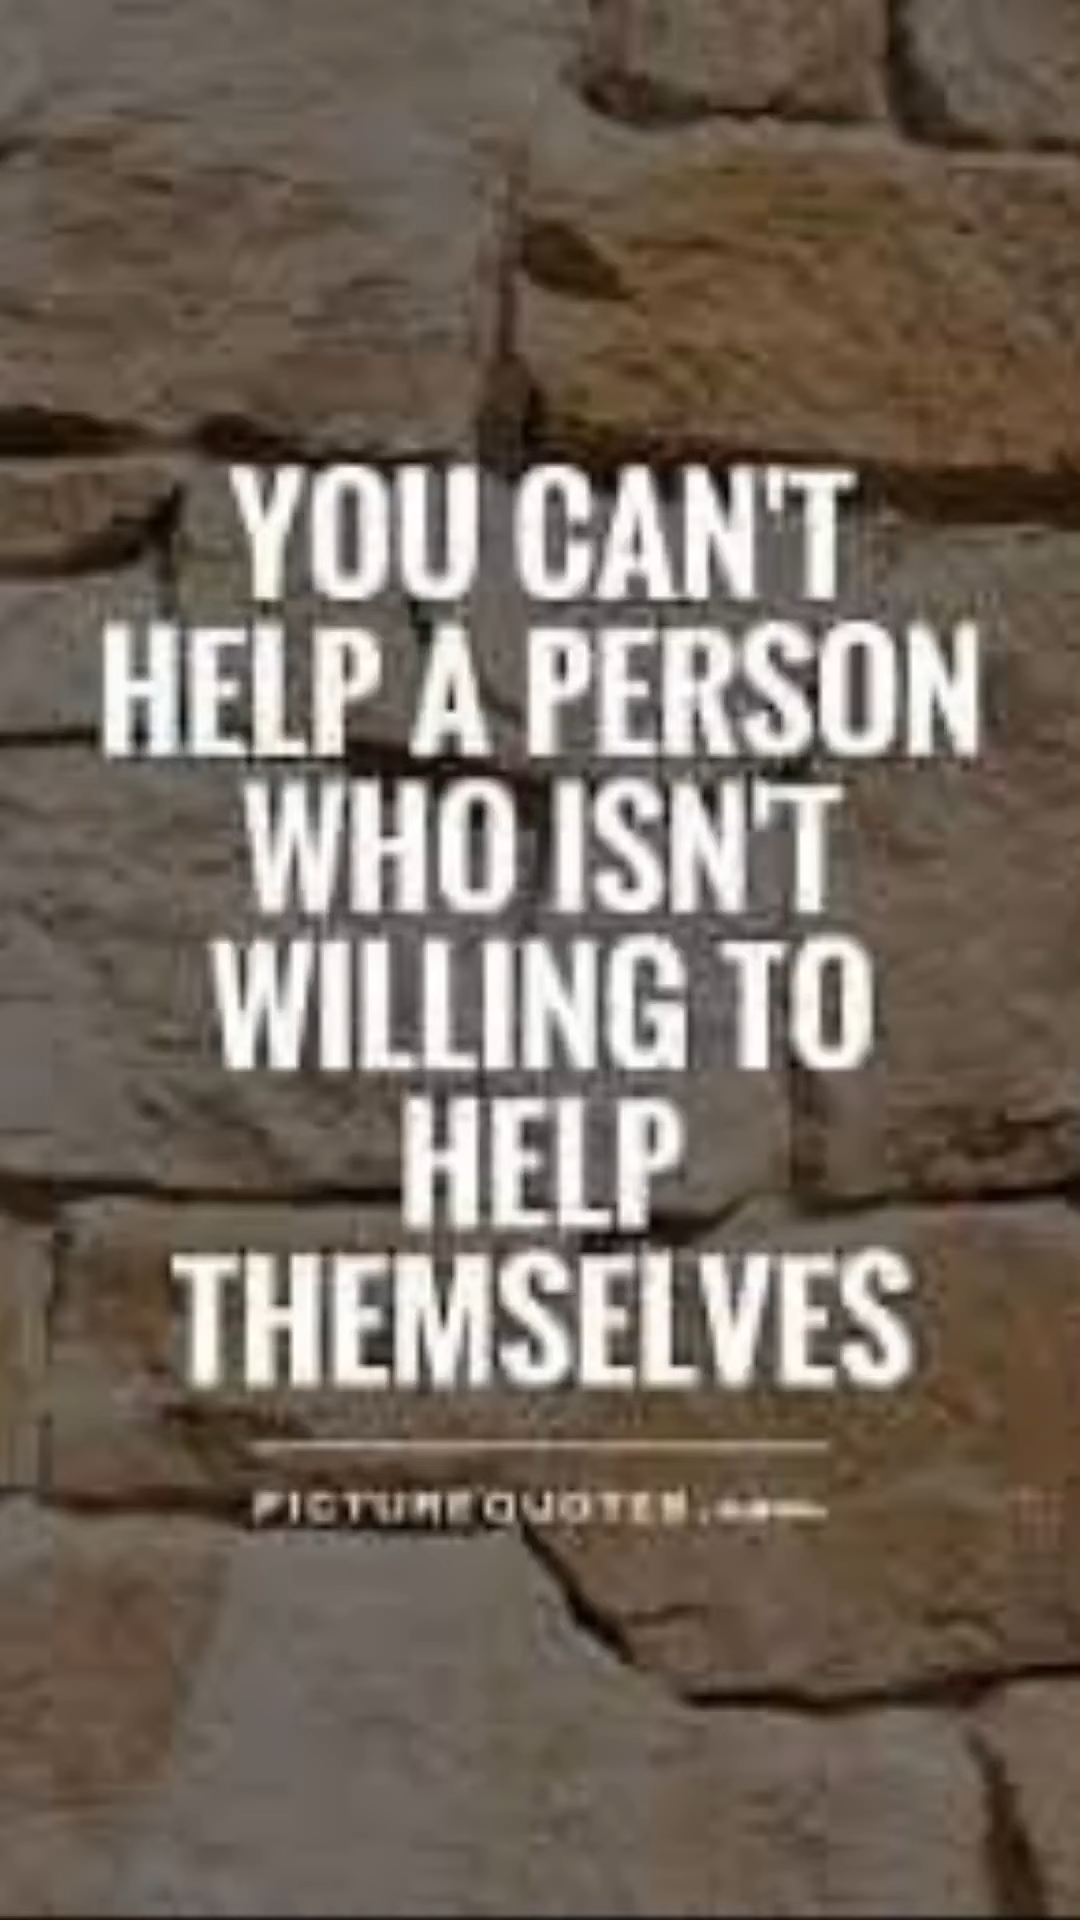 YOU CAN'T
HELP A PERSON
WHO ISN'T
WILLING TO
HELP
THEMSELVES
PICTUREQUOTES.